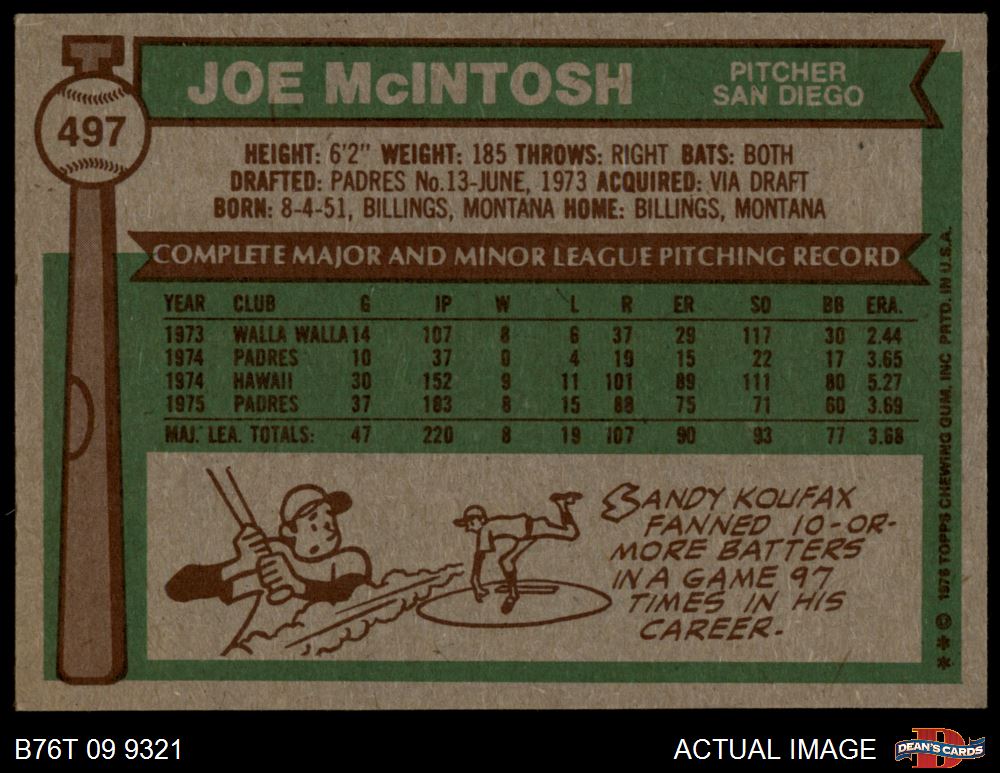 497
JOE McINTOSH
PITCHER
SAN DIEGO
HEIGHT: 6'2" WEIGHT: 185 THROWS: RIGHT BATS: BOTH
DRAFTED: PADRES No.13-JUNE, 1973 ACQUIRED: VIA DRAFT
BORN: 8-4-51, BILLINGS, MONTANA HOME: BILLINGS, MONTANA
COMPLETE MAJOR AND MINOR LEAGUE PITCHING RECORD
YEAR CLUB G IP W L R ER SO BB ERA.
1973 WALLA WALLA 14 107 8 6 37 29 117 30 2.44
1974 PADRES 10 37 0 4 19 15 22 17 3.65
1974 HAWAII 30 152 9 11 101 89 111 80 5.27
1975 PADRES 37 183 8 15 88 75 71 60 3.69
MAJ. LEA. TOTALS: 47 220 8 19 107 90 93 77 3.68
SANDY KOUFAX
FANNED 10-OR-
MORE BATTERS
IN A GAME 97
TIMES IN HIS
CAREER.
* * © 1976 TOPPS CHEWING GUM, INC PRTD. IN U.S.A.
B76T 09 9321
ACTUAL IMAGE
D
DEAN'S CARDS